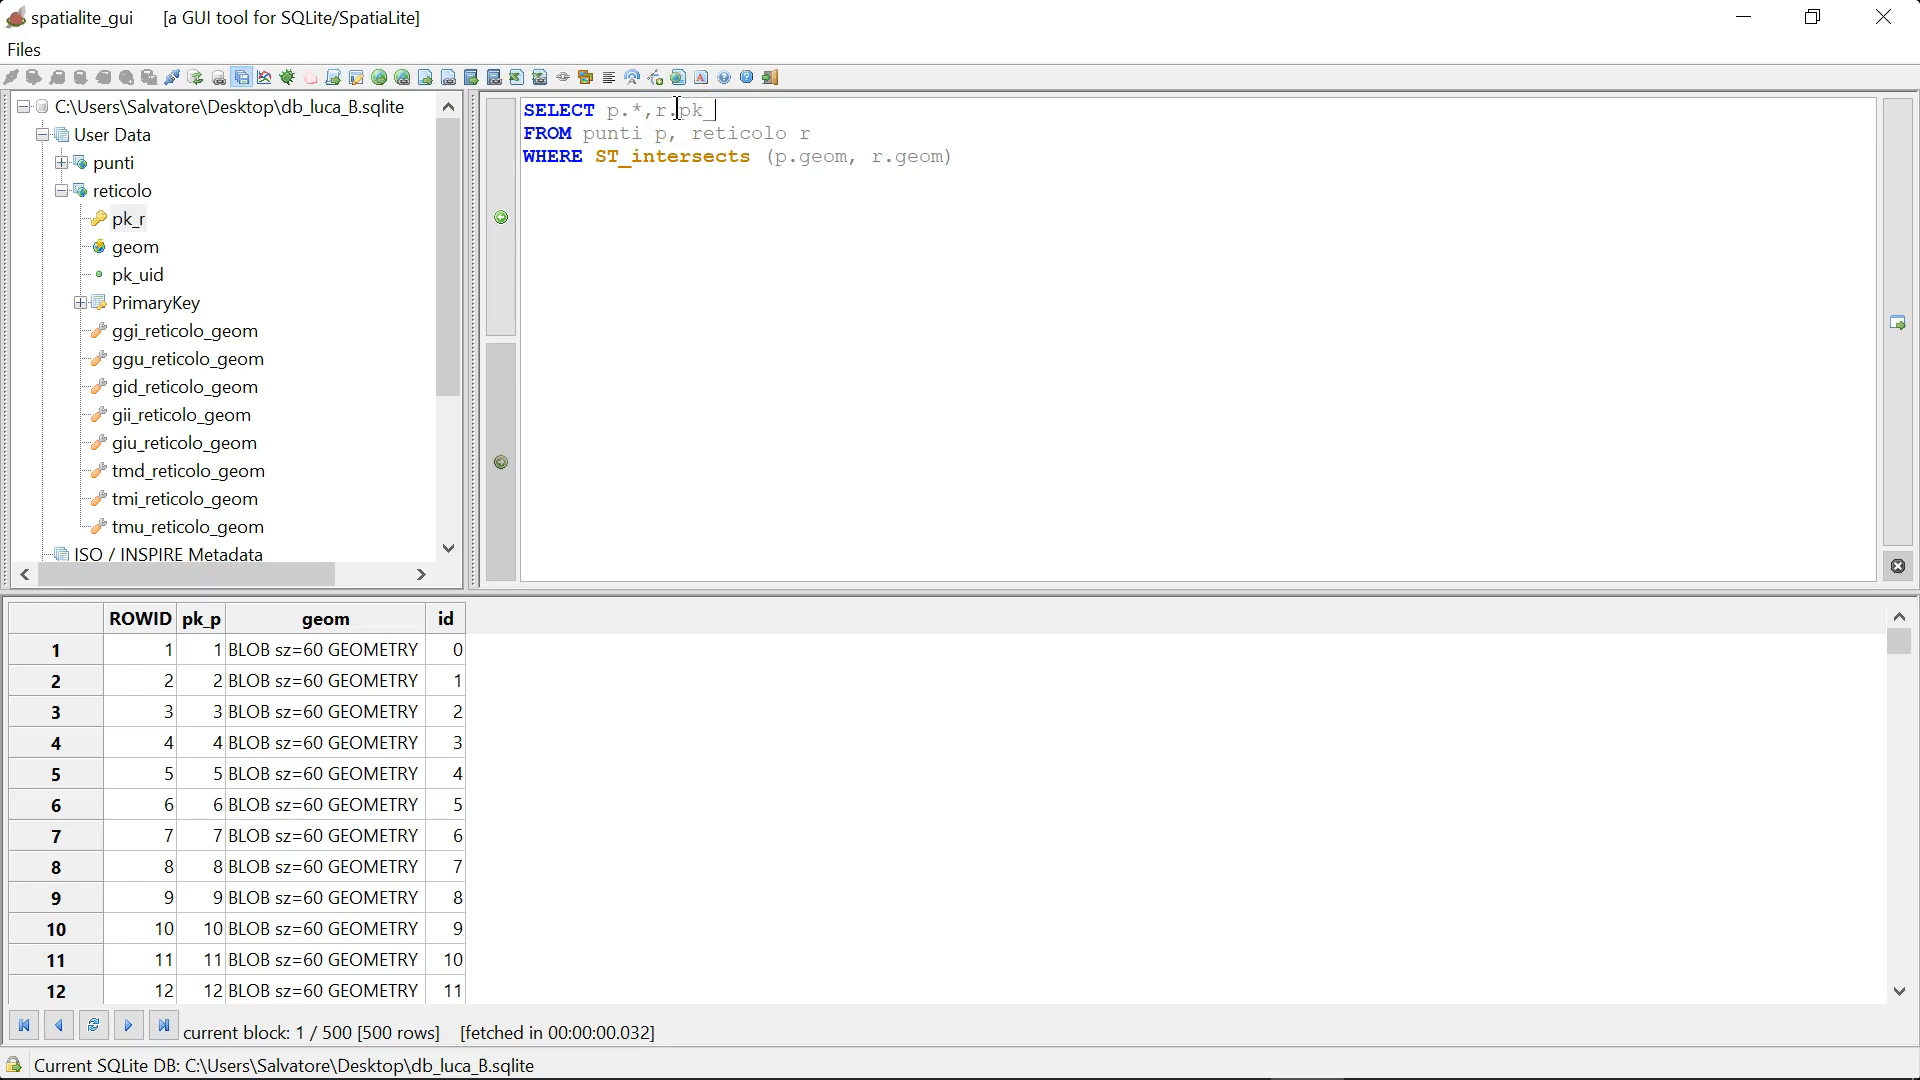 spatialite_gui [a GUI tool for SQLite/SpatiaLite]
Files
C:\Users\Salvatore\Desktop\db_luca_B.sqlite
User Data
punti
reticolo
pk_r
geom
pk_uid
PrimaryKey
ggi_reticolo_geom
ggu_reticolo_geom
gid_reticolo_geom
gii_reticolo_geom
giu_reticolo_geom
tmd_reticolo_geom
tmi_reticolo_geom
tmu_reticolo_geom
ISO / INSPIRE Metadata
SELECT p.*,r.pk_
FROM punti p, reticolo r
WHERE ST_intersects (p.geom, r.geom)
ROWID pk_p geom id
1 1 1 BLOB sz=60 GEOMETRY 0
2 2 2 BLOB sz=60 GEOMETRY 1
3 3 3 BLOB sz=60 GEOMETRY 2
4 4 4 BLOB sz=60 GEOMETRY 3
5 5 5 BLOB sz=60 GEOMETRY 4
6 6 6 BLOB sz=60 GEOMETRY 5
7 7 7 BLOB sz=60 GEOMETRY 6
8 8 8 BLOB sz=60 GEOMETRY 7
9 9 9 BLOB sz=60 GEOMETRY 8
10 10 10 BLOB sz=60 GEOMETRY 9
11 11 11 BLOB sz=60 GEOMETRY 10
12 12 12 BLOB sz=60 GEOMETRY 11
current block: 1 / 500 [500 rows] [fetched in 00:00:00.032]
Current SQLite DB: C:\Users\Salvatore\Desktop\db_luca_B.sqlite